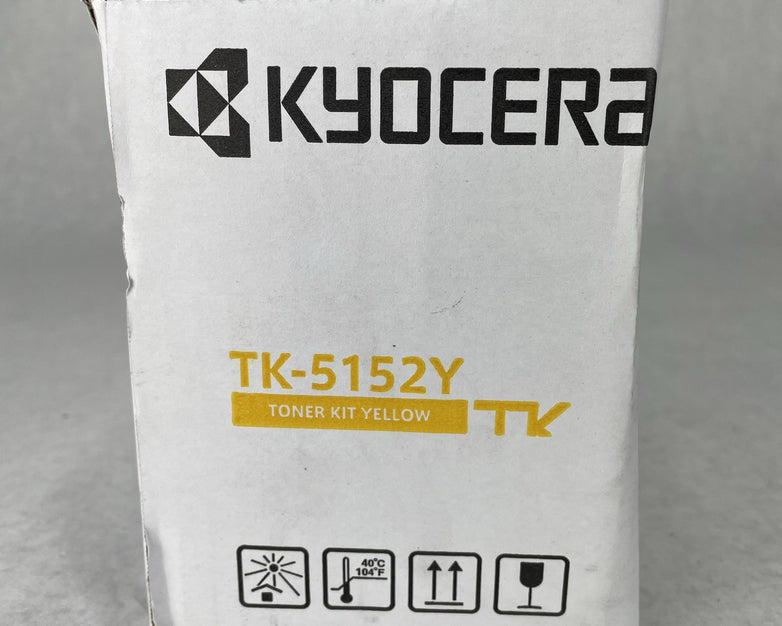 KYOCERA
TK-5152Y
TONER KIT YELLOW TK
40°C
104°F